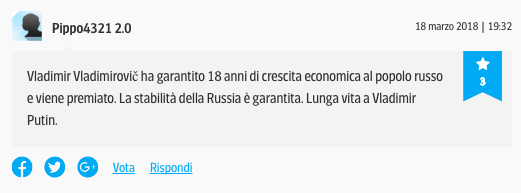 Pippo4321 2.0
18 marzo 2018 | 19:32
Vladimir Vladimirovič ha garantito 18 anni di crescita economica al popolo russo
e viene premiato. La stabilità della Russia è garantita. Lunga vita a Vladimir
Putin.
3
Vota Rispondi